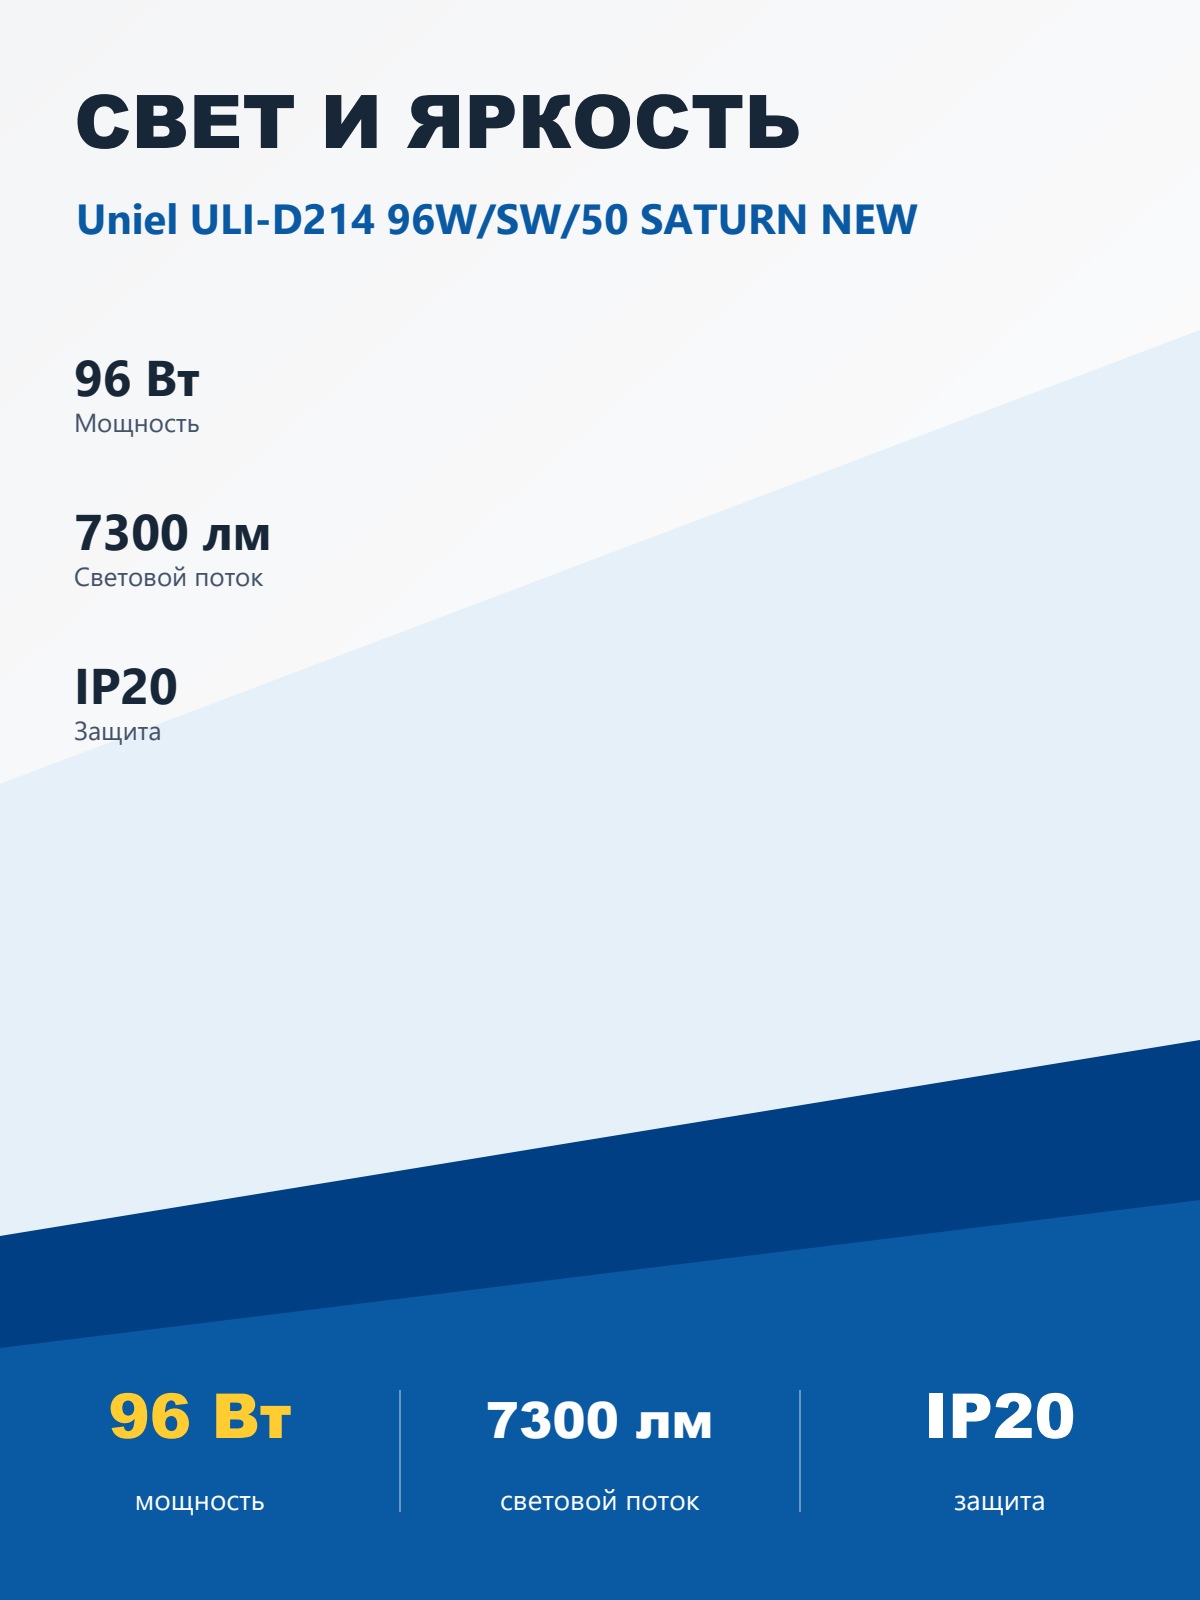 СВЕТ И ЯРКОСТЬ
Uniel ULI-D214 96W/SW/50 SATURN NEW
96 Вт
Мощность
7300 лм
Световой поток
IP20
Защита
96 Вт
мощность
7300 лм
световой поток
IP20
защита